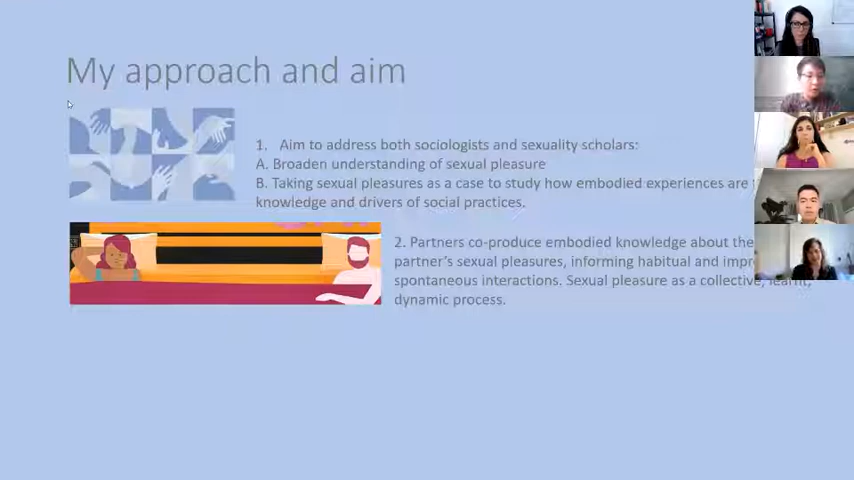 My approach and aim
1. Aim to address both sociologists and sexuality scholars:
A. Broaden understanding of sexual pleasure
B. Taking sexual pleasures as a case to study how embodied experiences are
knowledge and drivers of social practices.
2. Partners co-produce embodied knowledge about the
partner's sexual pleasures, informing habitual and impr
spontaneous interactions. Sexual pleasure as a collective, learnt,
dynamic process.